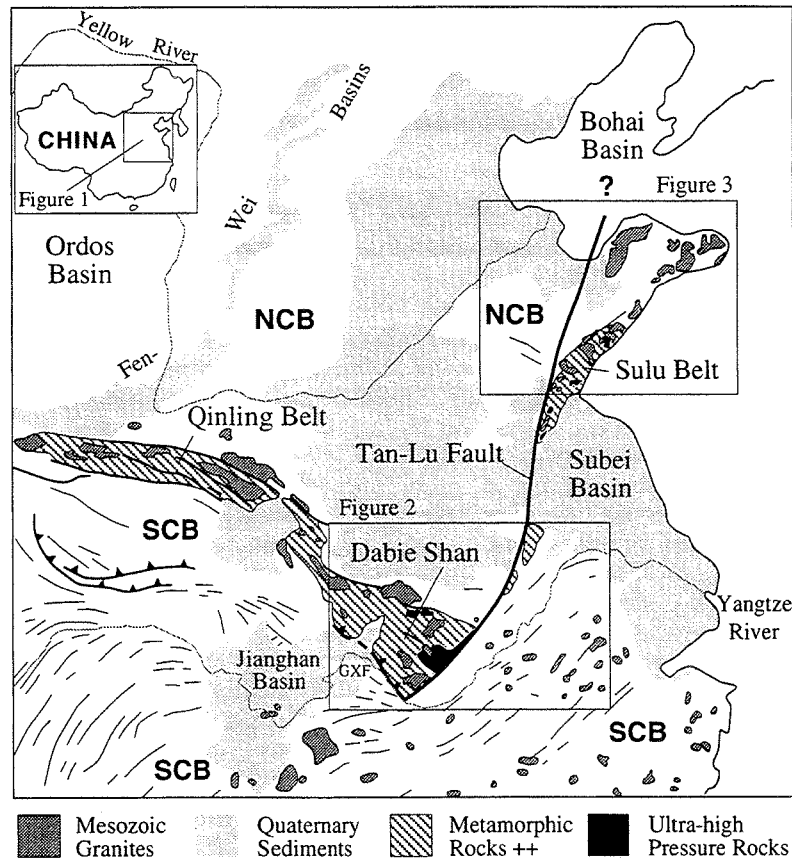 Yellow River
CHINA
Figure 1
Ordos
Basin
Fen-
Wei
Basins
NCB
Bohai
Basin
?
Figure 3
NCB
Sulu Belt
Qinling Belt
Tan-Lu Fault
Subei
Basin
SCB
Figure 2
Dabie Shan
Yangtze
River
Jianghan
Basin
GXF
SCB
SCB
Mesozoic
Granites
Quaternary
Sediments
Metamorphic
Rocks ++
Ultra-high
Pressure Rocks